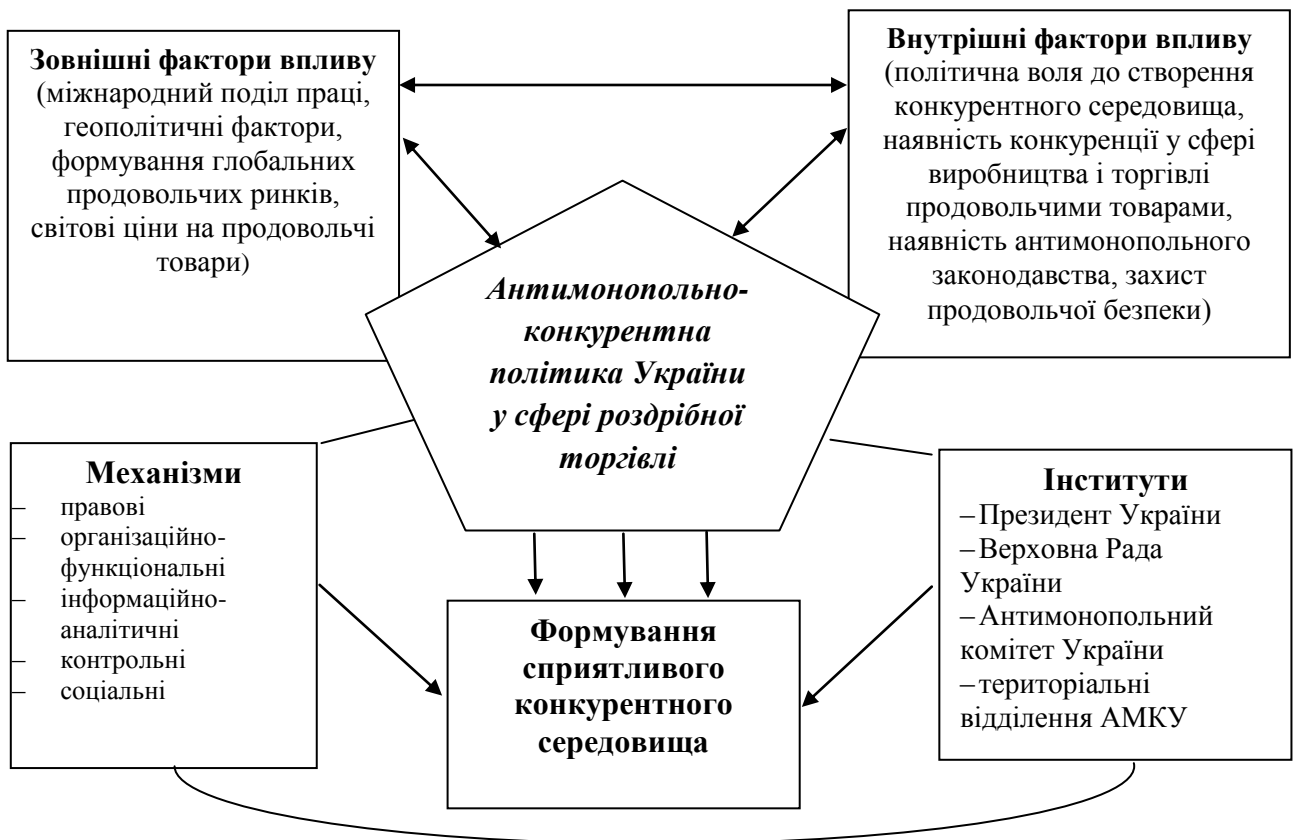 Зовнішні фактори впливу
(міжнародний поділ праці,
геополітичні фактори,
формування глобальних
продовольчих ринків,
світові ціни на продовольчі
товари)
Внутрішні фактори впливу
(політична воля до створення
конкурентного середовища,
наявність конкуренції у сфері
виробництва і торгівлі
продовольчими товарами,
наявність антимонопольного
законодавства, захист
продовольчої безпеки)
Антимонопольно-
конкурентна
політика України
у сфері роздрібної
торгівлі
Механізми
– правові
– організаційно-
функціональні
– інформаційно-
аналітичні
– контрольні
– соціальні
Формування
сприятливого
конкурентного
середовища
Інститути
–Президент України
–Верховна Рада
України
–Антимонопольний
комітет України
–територіальні
відділення АМКУ